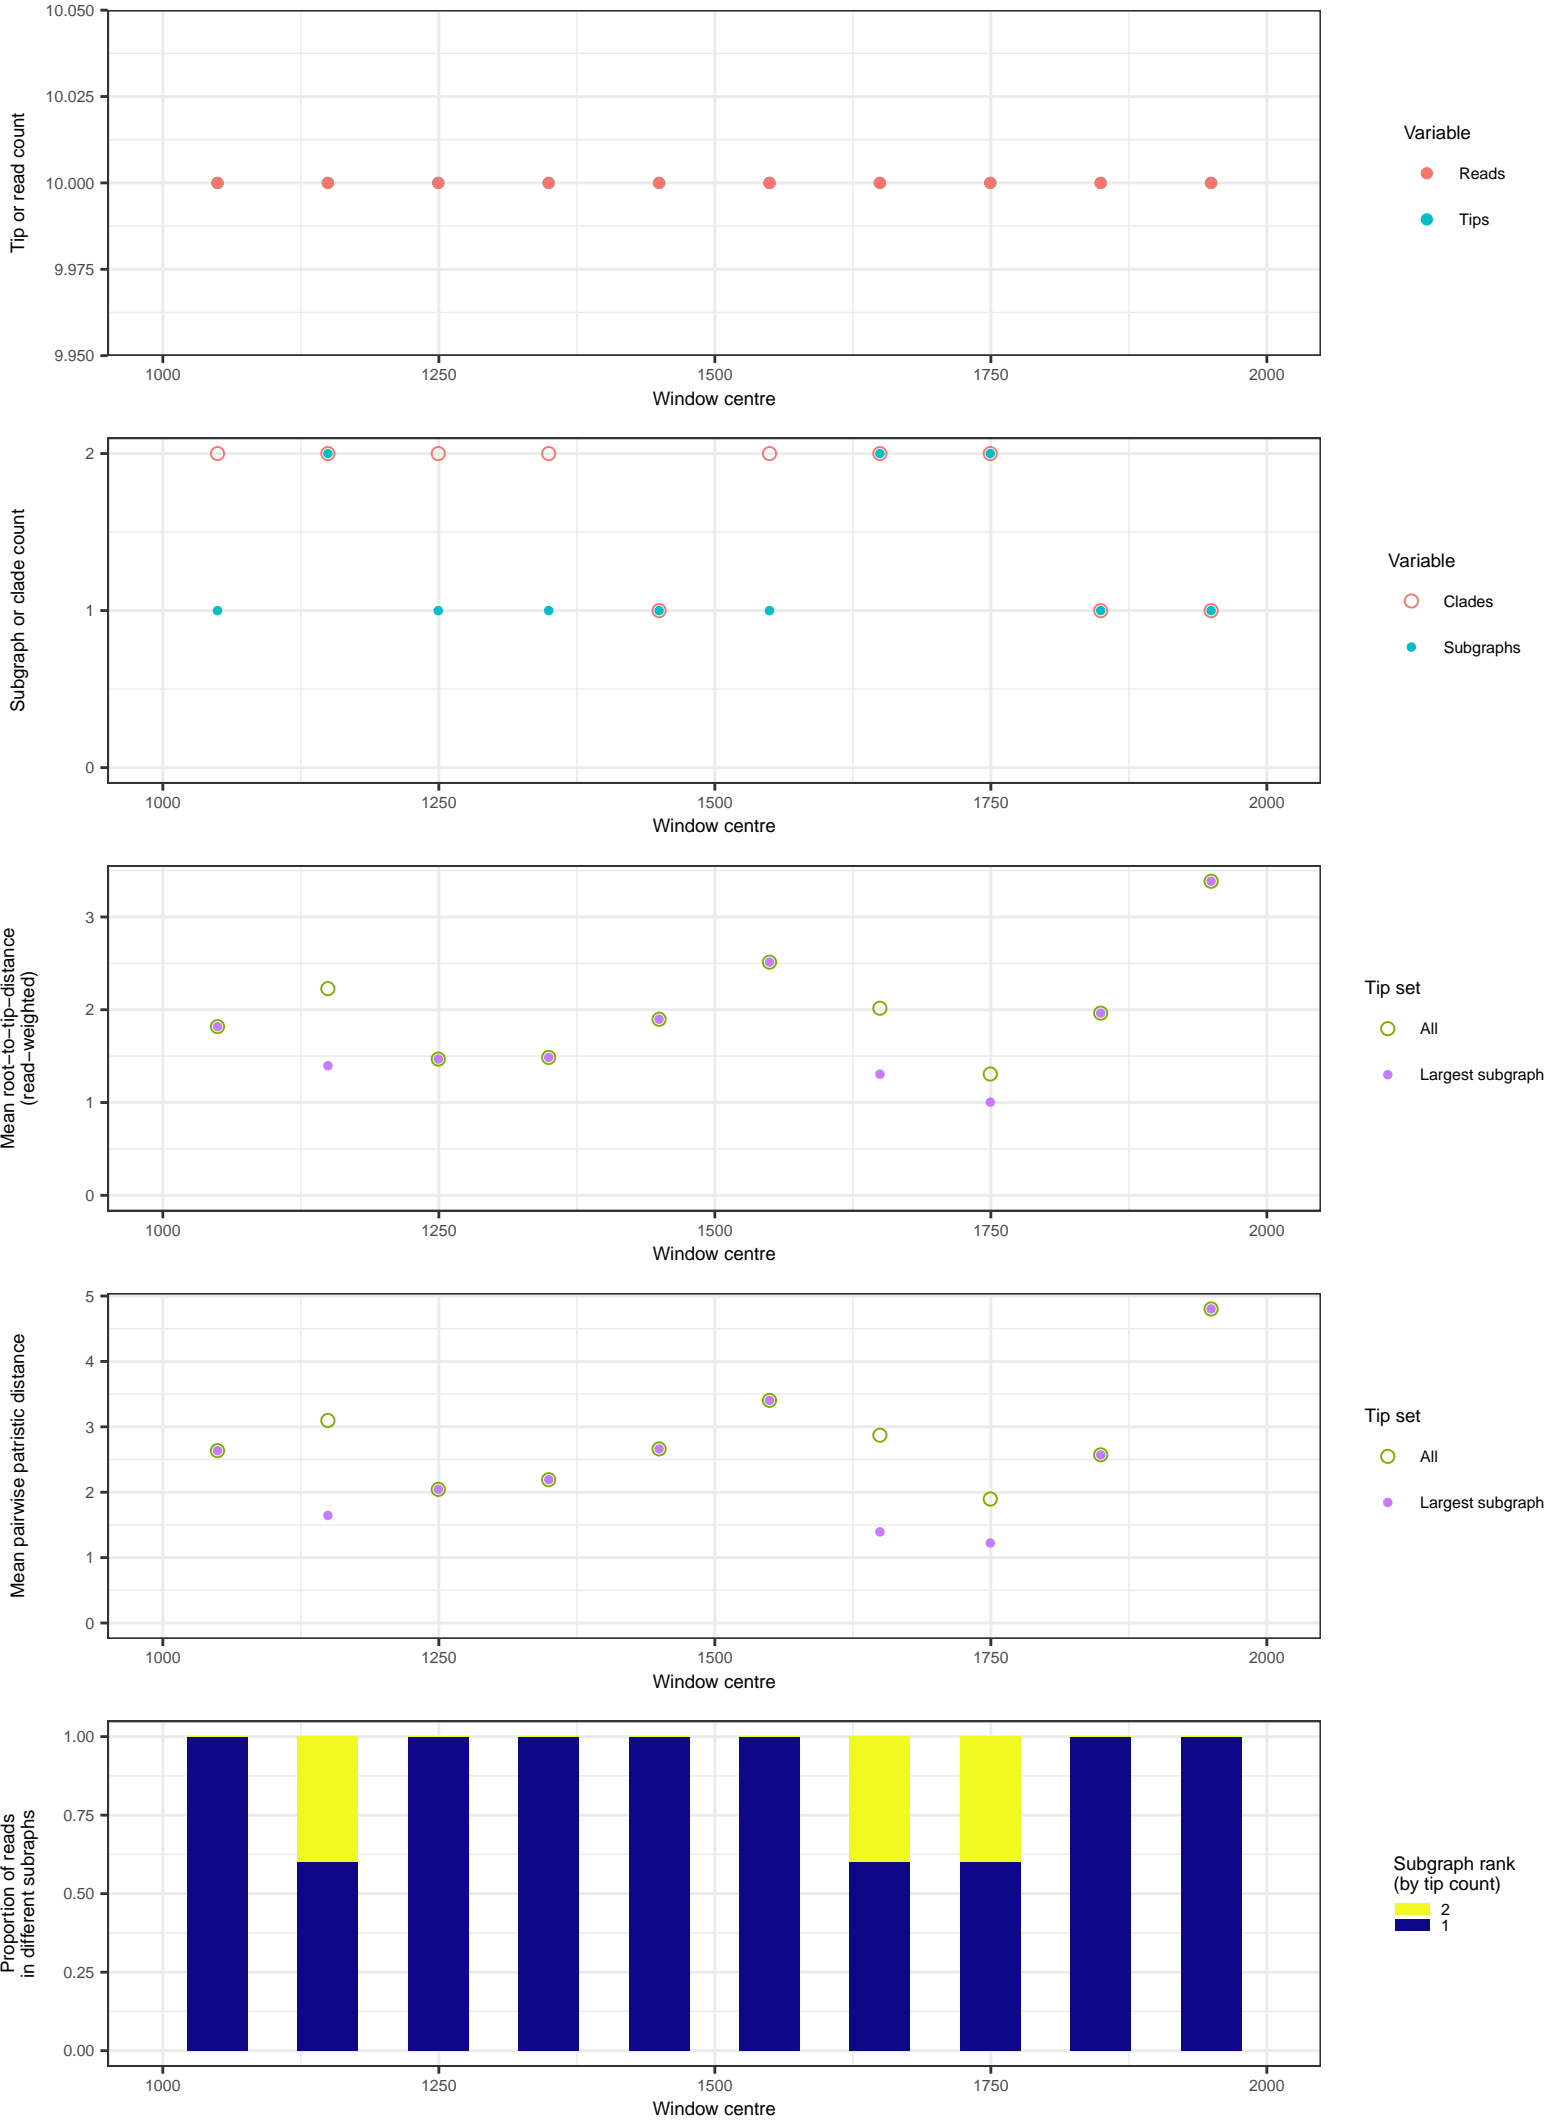 10.050
10.025
10.000
9.975
9.950
Tip or read count
1000 1250 1500 1750 2000
Window centre
Variable
Reads
Tips
2
1
0
Subgraph or clade count
1000 1250 1500 1750 2000
Window centre
Variable
Clades
Subgraphs
3
2
1
0
Mean root−to−tip−distance
(read−weighted)
1000 1250 1500 1750 2000
Window centre
Tip set
All
Largest subgraph
5
4
3
2
1
0
Mean pairwise patristic distance
1000 1250 1500 1750 2000
Window centre
Tip set
All
Largest subgraph
1.00
0.75
0.50
0.25
0.00
Proportion of reads
in different subraphs
1000 1250 1500 1750 2000
Window centre
Subgraph rank
(by tip count)
2
1